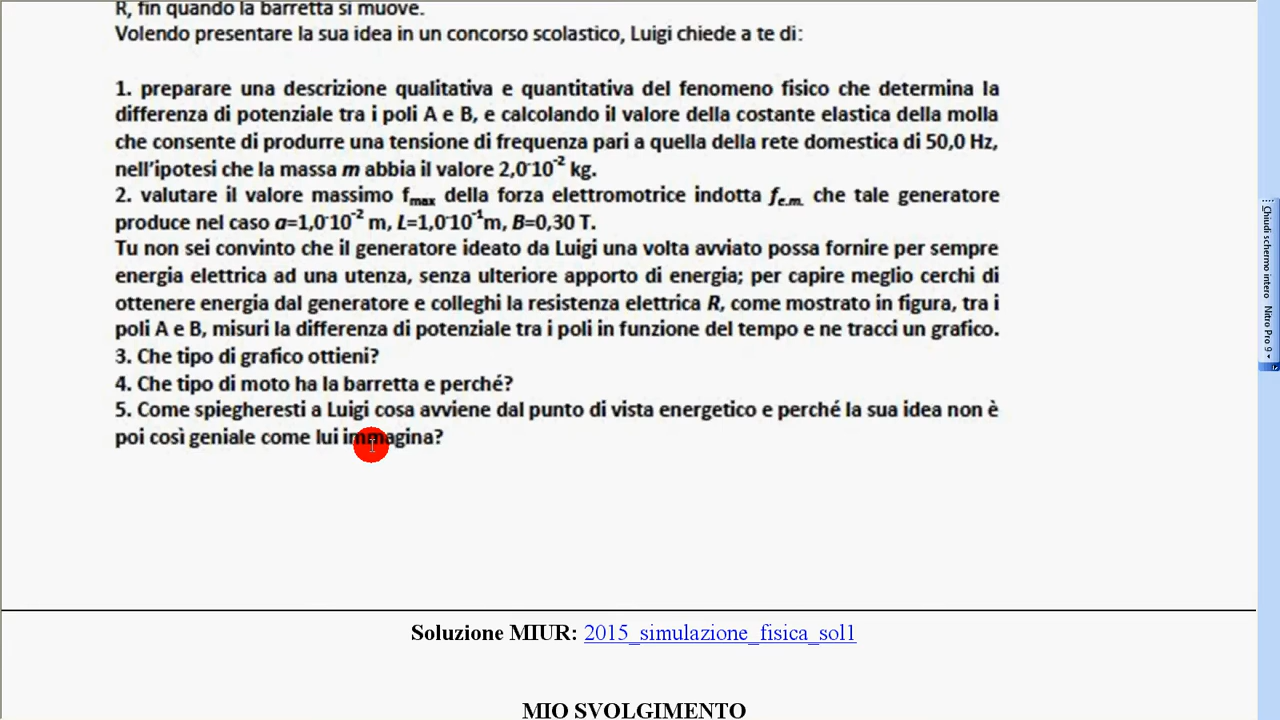 R, fin quando la barretta si muove.
Volendo presentare la sua idea in un concorso scolastico, Luigi chiede a te di:
1. preparare una descrizione qualitativa e quantitativa del fenomeno fisico che determina la
differenza di potenziale tra i poli A e B, e calcolando il valore della costante elastica della molla
che consente di produrre una tensione di frequenza pari a quella della rete domestica di 50,0 Hz,
nell'ipotesi che la massa m abbia il valore 2,0·10⁻² kg.
2. valutare il valore massimo fmax della forza elettromotrice indotta fe.m. che tale generatore
produce nel caso a=1,0·10⁻² m, L=1,0·10⁻¹m, B=0,30 T.
Tu non sei convinto che il generatore ideato da Luigi una volta avviato possa fornire per sempre
energia elettrica ad una utenza, senza ulteriore apporto di energia; per capire meglio cerchi di
ottenere energia dal generatore e colleghi la resistenza elettrica R, come mostrato in figura, tra i
poli A e B, misuri la differenza di potenziale tra i poli in funzione del tempo e ne tracci un grafico.
3. Che tipo di grafico ottieni?
4. Che tipo di moto ha la barretta e perché?
5. Come spiegheresti a Luigi cosa avviene dal punto di vista energetico e perché la sua idea non è
poi così geniale come lui immagina?
Soluzione MIUR: 2015_simulazione_fisica_sol1
MIO SVOLGIMENTO
Chiudi schermo intero
Nitro Pro 9